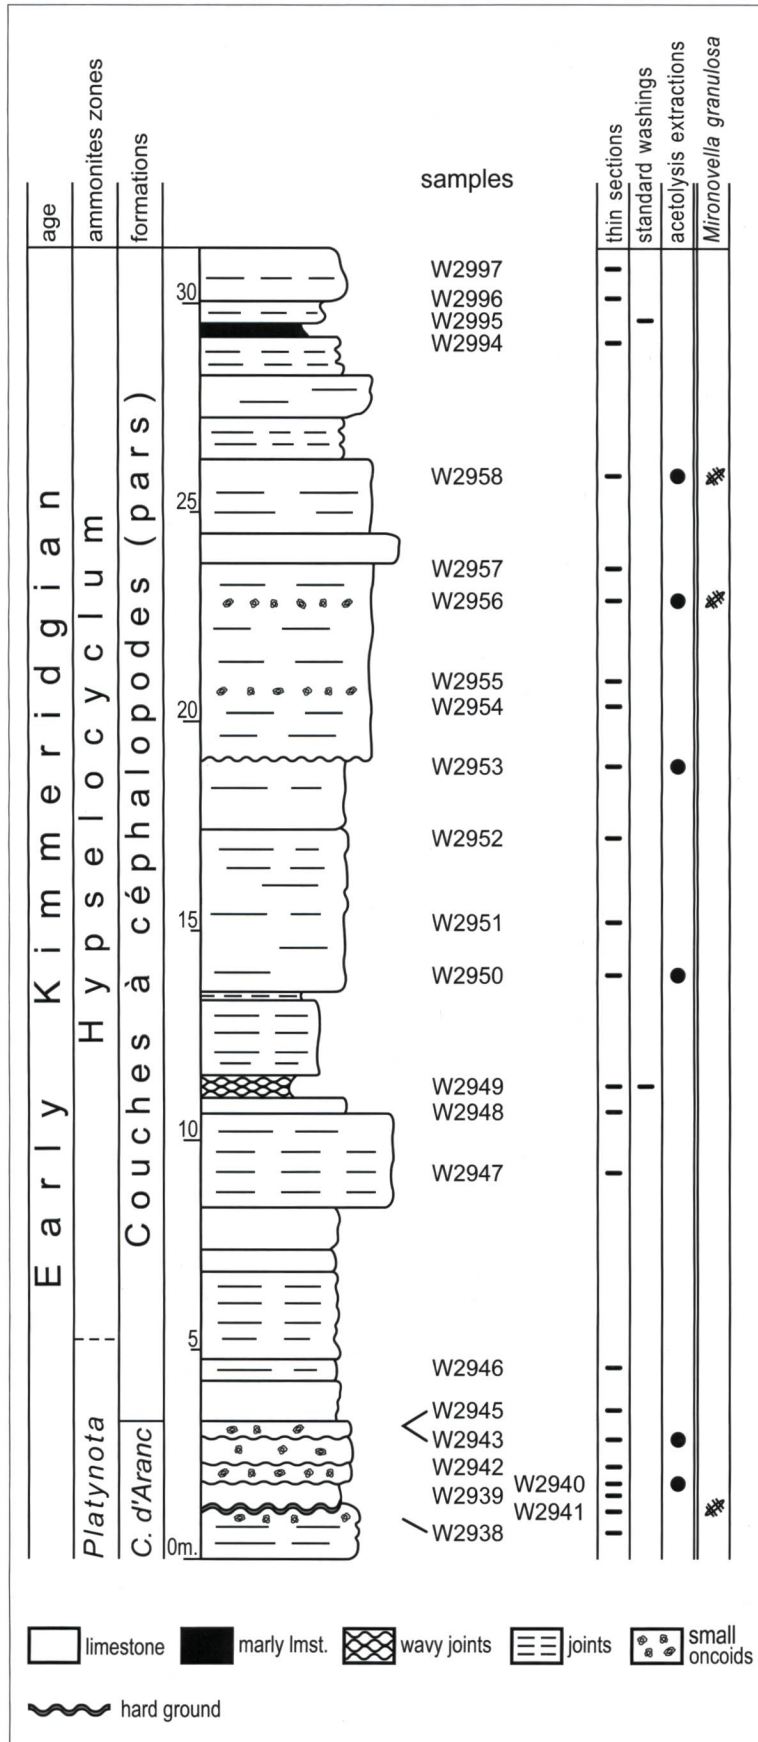 age
ammonites zones
formations
samples
thin sections
standard washings
acetolysis extractions
Mironovella granulosa
Early Kimmeridgian
Hypselocyclum
Platynota
Couches à céphalopodes (pars)
C. d'Aranc
30
25
20
15
10
5
0m.
W2997
W2996
W2995
W2994
W2958
W2957
W2956
W2955
W2954
W2953
W2952
W2951
W2950
W2949
W2948
W2947
W2946
W2945
W2943
W2942
W2940
W2939
W2941
W2938
limestone
marly lmst.
wavy joints
joints
small
oncoids
hard ground